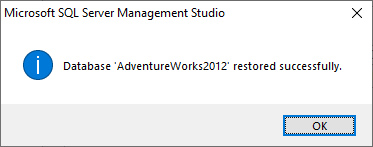 Microsoft SQL Server Management Studio
Database 'AdventureWorks2012' restored successfully.
OK